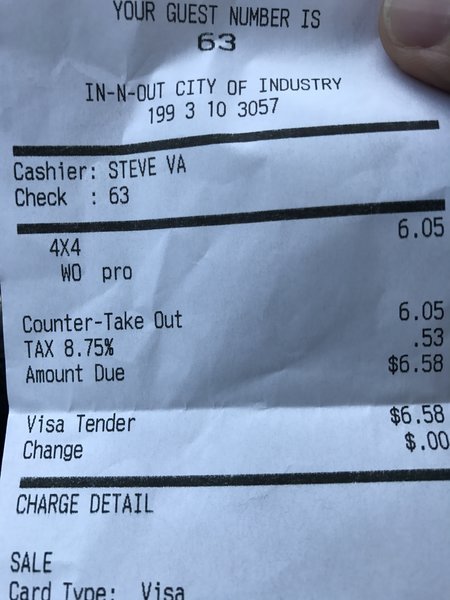 YOUR GUEST NUMBER IS
63
IN-N-OUT CITY OF INDUSTRY
199 3 10 3057
Cashier: STEVE VA
Check : 63
4X4 6.05
WO pro
Counter-Take Out 6.05
TAX 8.75% .53
Amount Due $6.58
Visa Tender $6.58
Change $.00
CHARGE DETAIL
SALE
Card Type: Visa